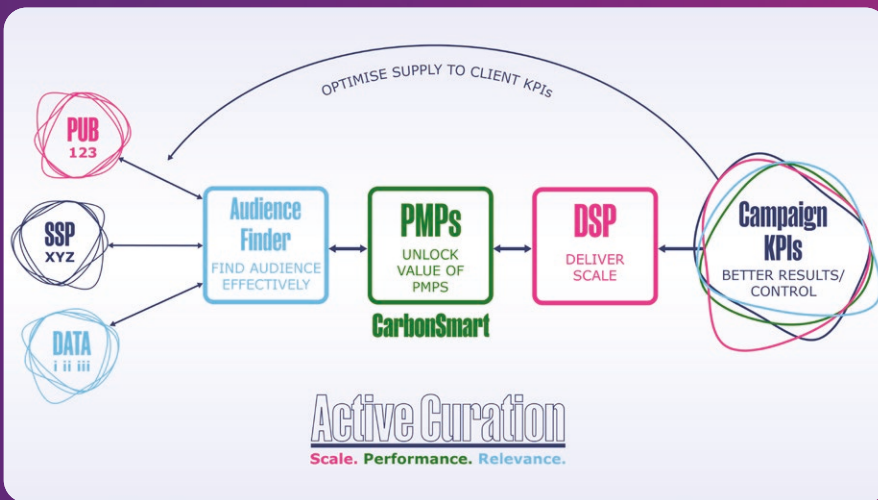 OPTIMISE SUPPLY TO CLIENT KPIs
PUB
123
SSP
XYZ
DATA
i ii iii
Audience
Finder
FIND AUDIENCE
EFFECTIVELY
PMPs
UNLOCK
VALUE OF
PMPS
CarbonSmart
DSP
DELIVER
SCALE
Campaign
KPIs
BETTER RESULTS/
CONTROL
Active Curation
Scale. Performance. Relevance.